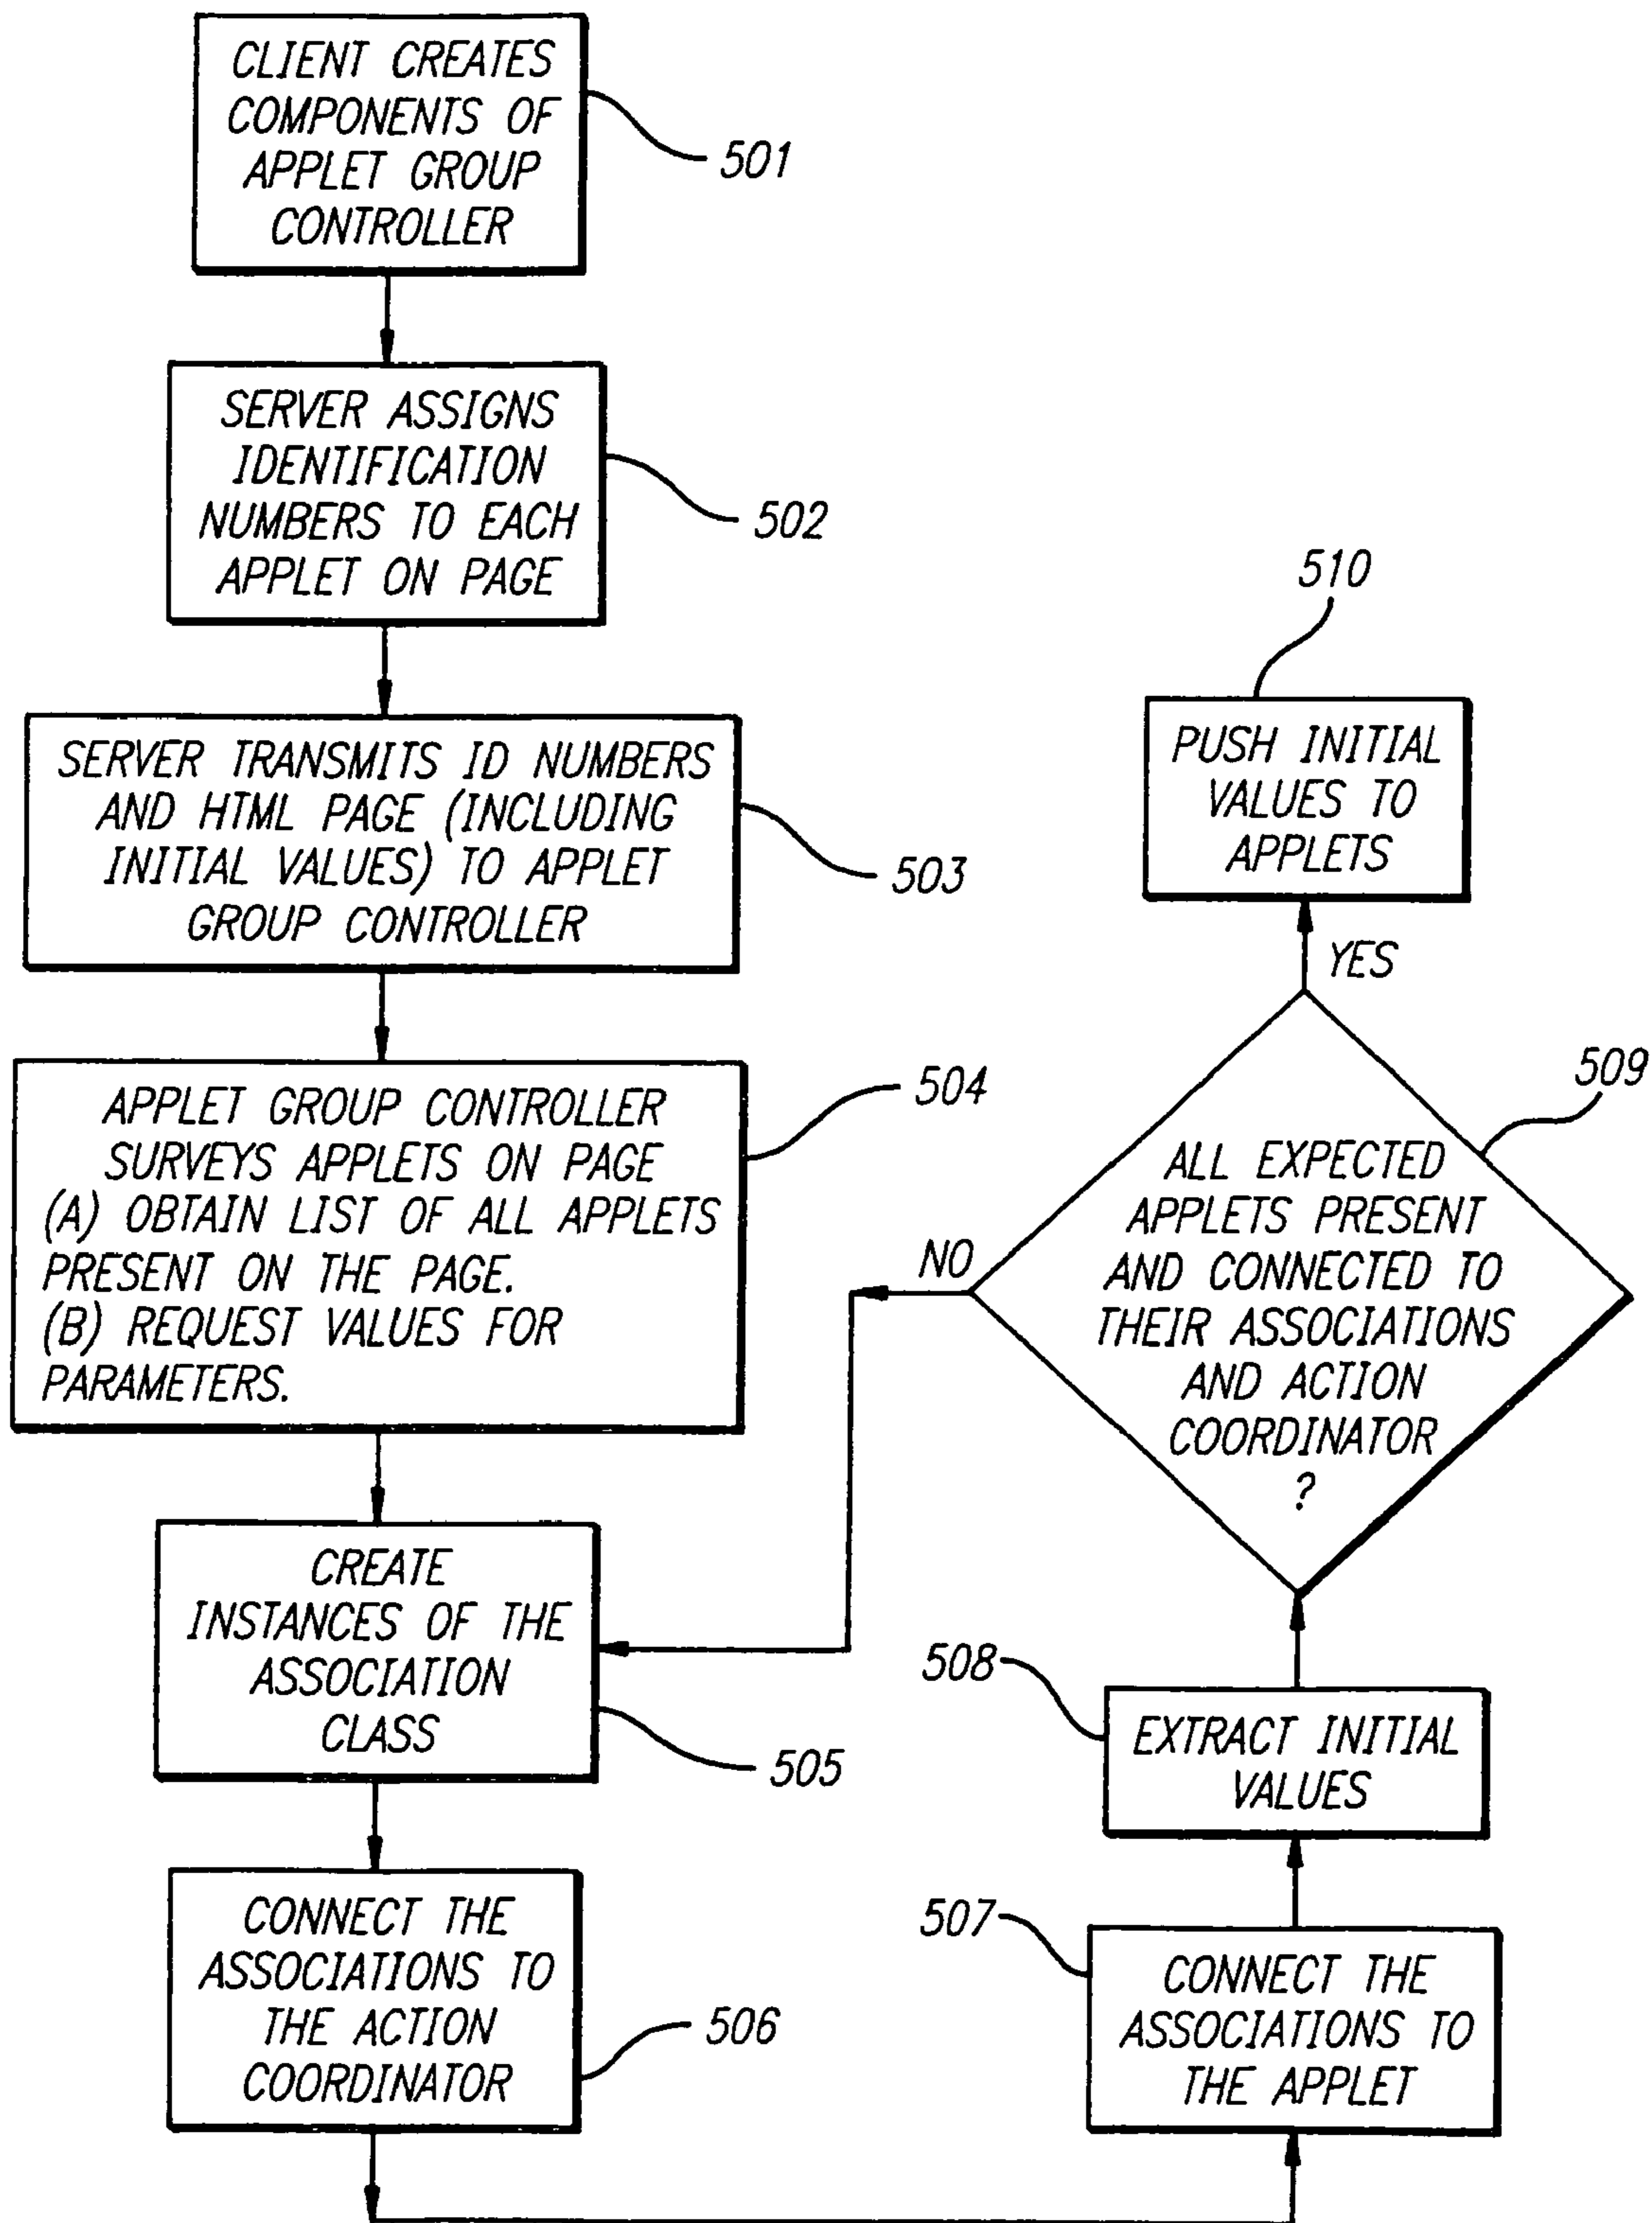 CLIENT CREATES
COMPONENTS OF
APPLET GROUP
CONTROLLER
501
SERVER ASSIGNS
IDENTIFICATION
NUMBERS TO EACH
APPLET ON PAGE
502
SERVER TRANSMITS ID NUMBERS
AND HTML PAGE (INCLUDING
INITIAL VALUES) TO APPLET
GROUP CONTROLLER
503
APPLET GROUP CONTROLLER
SURVEYS APPLETS ON PAGE
(A) OBTAIN LIST OF ALL APPLETS
PRESENT ON THE PAGE.
(B) REQUEST VALUES FOR
PARAMETERS.
504
CREATE
INSTANCES OF THE
ASSOCIATION
CLASS
505
CONNECT THE
ASSOCIATIONS TO
THE ACTION
COORDINATOR
506
507
CONNECT THE
ASSOCIATIONS TO
THE APPLET
508
EXTRACT INITIAL
VALUES
509
ALL EXPECTED
APPLETS PRESENT
AND CONNECTED TO
THEIR ASSOCIATIONS
AND ACTION
COORDINATOR
?
NO
YES
510
PUSH INITIAL
VALUES TO
APPLETS